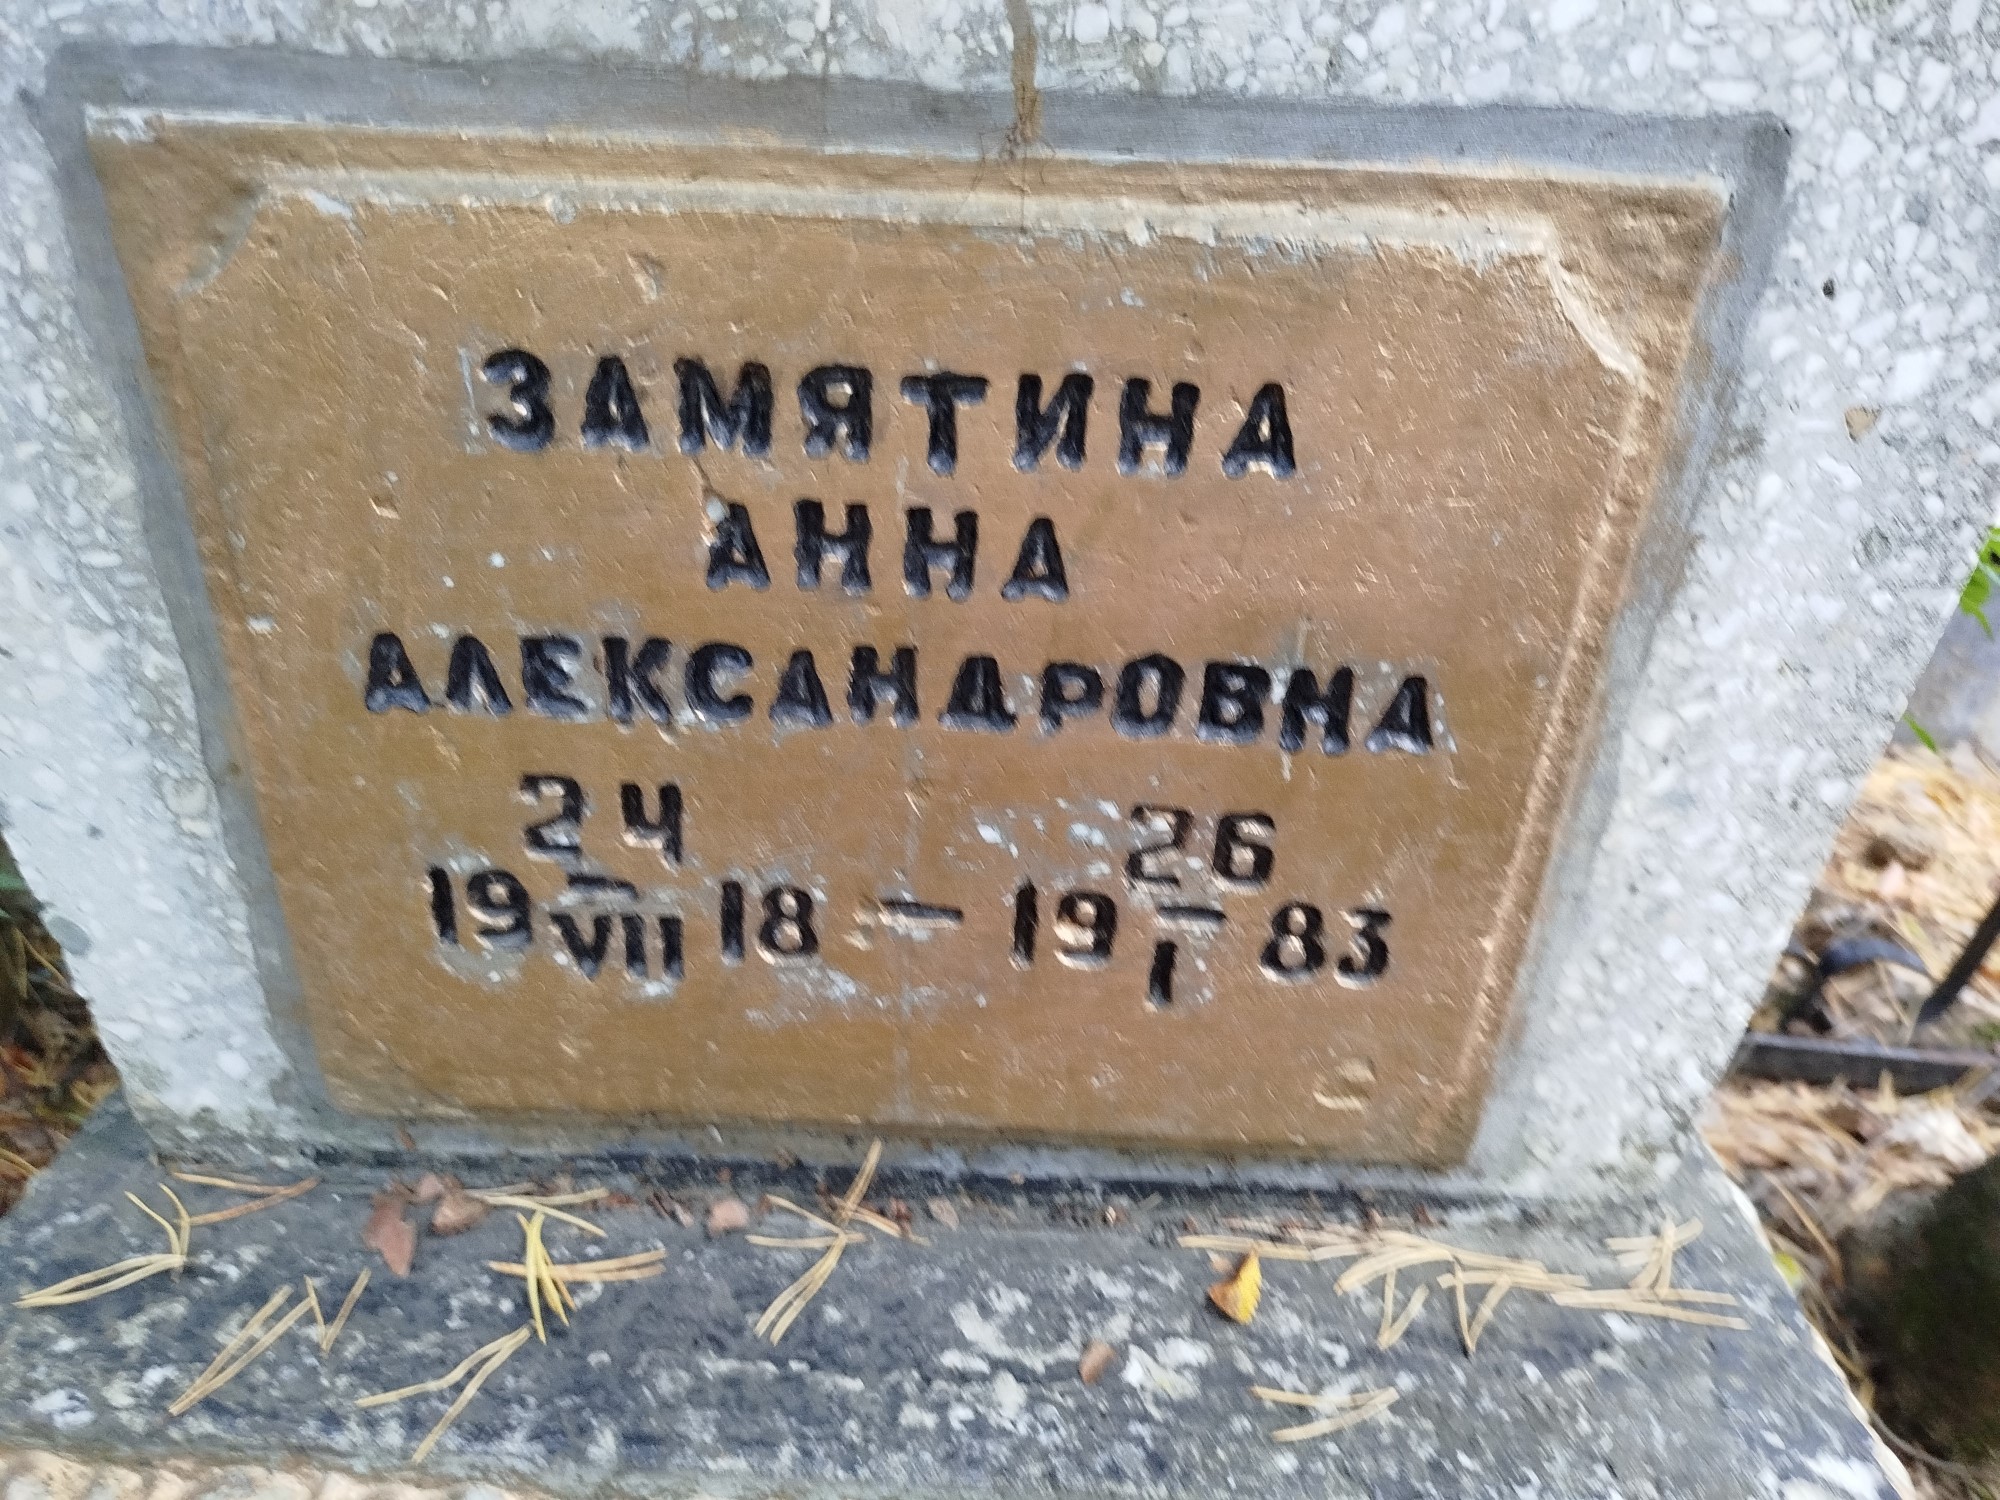 ЗАМЯТИНА
АННА
АЛЕКСАНДРОВНА
24 26
19 VII 18 — 19 I 83